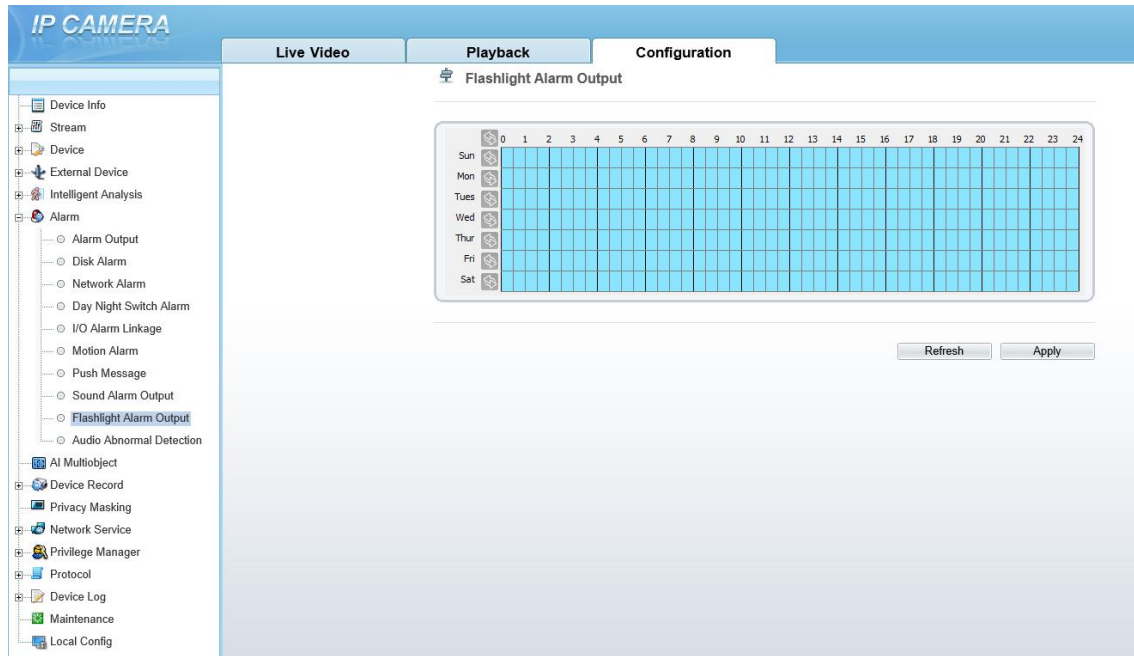 IP CAMERA
Live Video Playback Configuration
Flashlight Alarm Output
Device Info
Stream
Device
External Device
Intelligent Analysis
Alarm
Alarm Output
Disk Alarm
Network Alarm
Day Night Switch Alarm
I/O Alarm Linkage
Motion Alarm
Push Message
Sound Alarm Output
Flashlight Alarm Output
Audio Abnormal Detection
AI Multiobject
Device Record
Privacy Masking
Network Service
Privilege Manager
Protocol
Device Log
Maintenance
Local Config
0 1 2 3 4 5 6 7 8 9 10 11 12 13 14 15 16 17 18 19 20 21 22 23 24
Sun
Mon
Tues
Wed
Thur
Fri
Sat
Refresh Apply